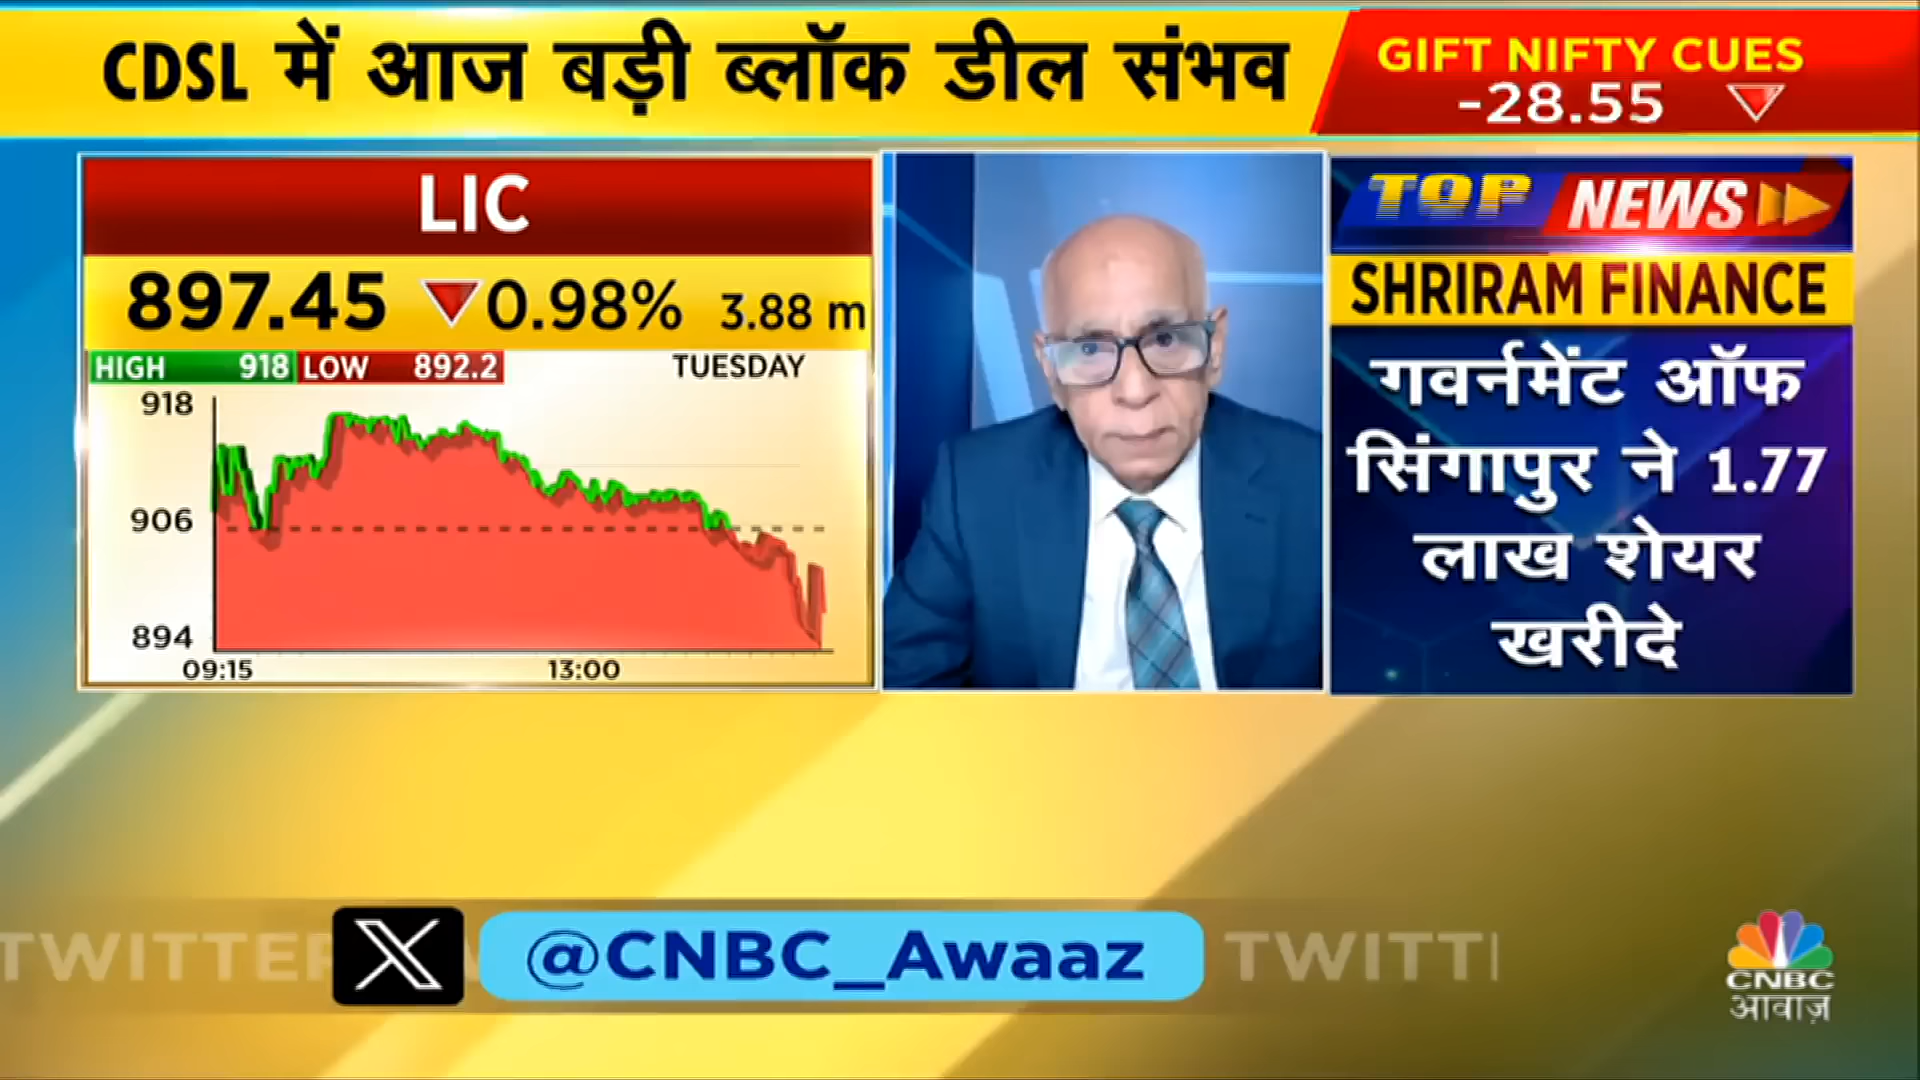 CDSL में आज बड़ी ब्लॉक डील संभव
GIFT NIFTY CUES
-28.55
LIC
897.45 0.98% 3.88 m
HIGH 918 LOW 892.2 TUESDAY
918
906
894
09:15 13:00
TOP NEWS
SHRIRAM FINANCE
गवर्नमेंट ऑफ
सिंगापुर ने 1.77
लाख शेयर
खरीदे
TWITTER @CNBC_Awaaz TWITT
CNBC
आवाज़